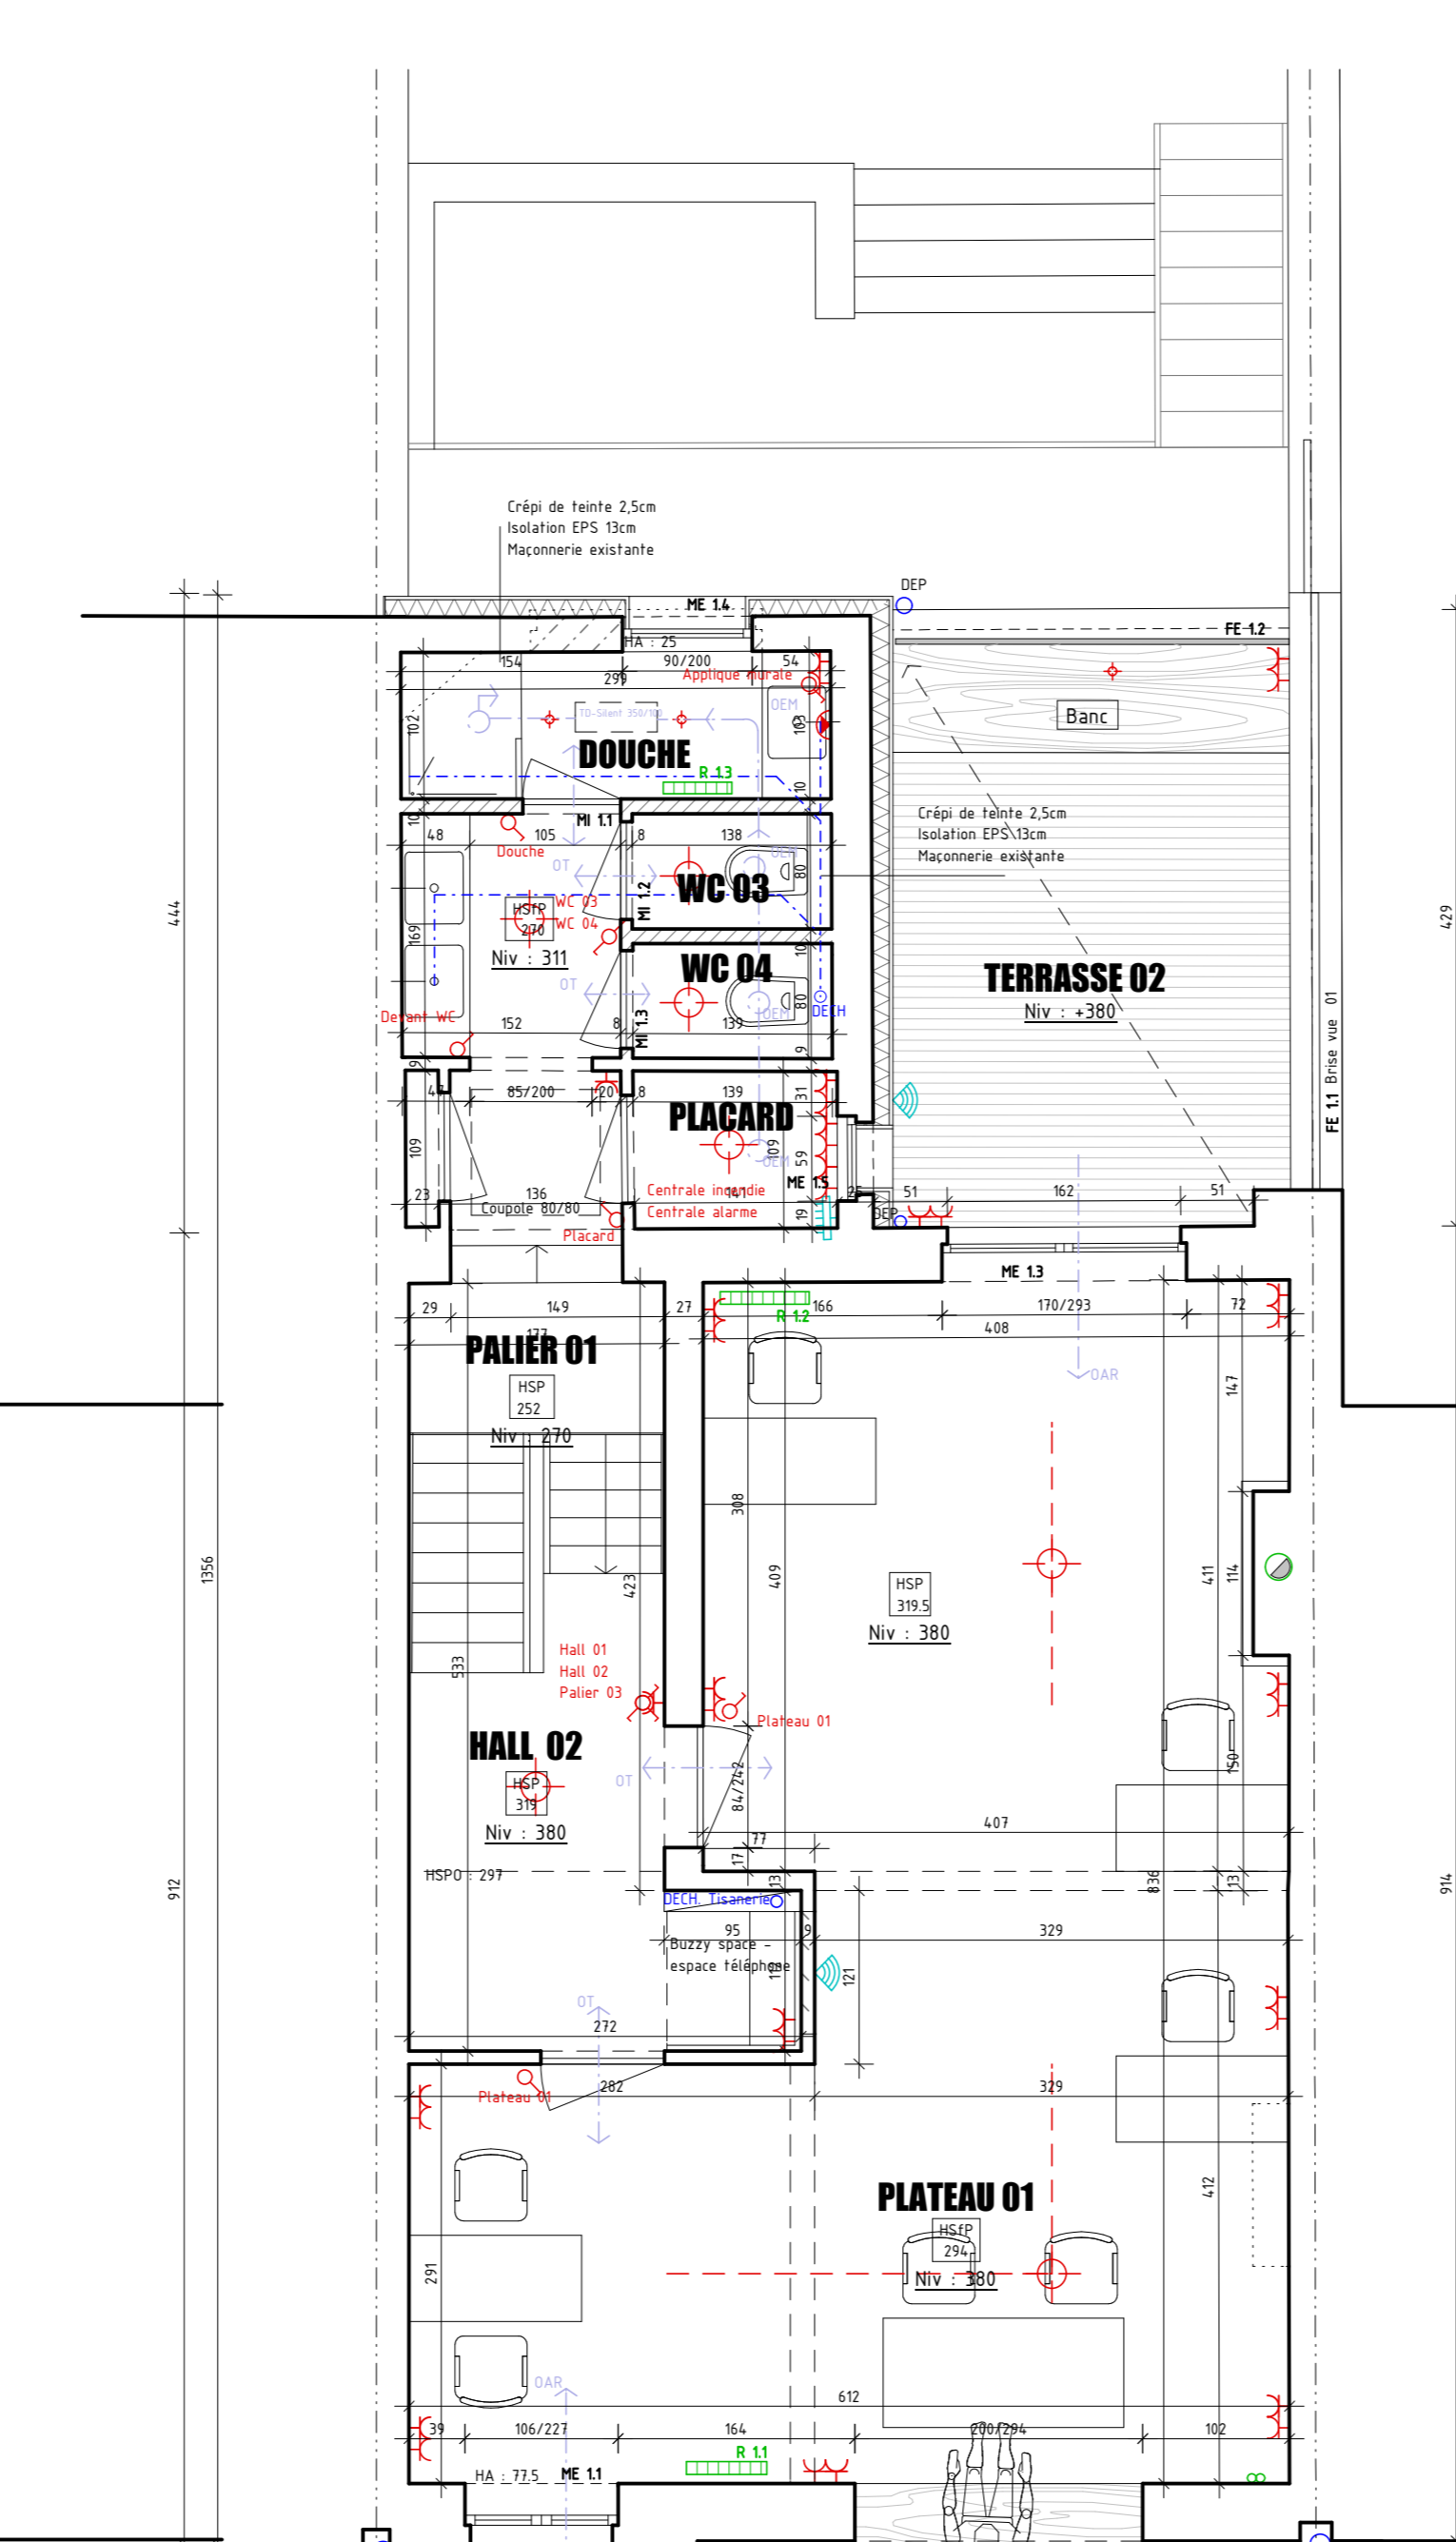 Crépi de teinte 2,5cm
Isolation EPS 13cm
Maçonnerie existante
DEP
ME 1.4
HA : 25
FE 1.2
154
90/200
54
299
Applique murale
OEM
TD-Silent 350/100
Banc
102
103
DOUCHE
R 1.3
10
10
Crépi de teinte 2,5cm
Isolation EPS 13cm
Maçonnerie existante
MI 1.1
48
105
8
138
Douche
OT
OEM
80
WC 03
MI 1.2
HSfP
270
WC 03
WC 04
444
429
169
10
Niv : 311
WC 04
TERRASSE 02
Niv : +380
OT
80
OEM
DECH
Devant WC
152
8
MI 1.3
139
9
9
FE 1.1 Brise vue 01
85/200
20
8
139
31
PLACARD
109
109
59
OEM
ME 1.5
Centrale incendie
Centrale alarme
141
23
136
Coupole 80/80
19
25
51
162
51
DEP
Placard
ME 1.3
29
149
27
166
170/293
72
R 1.2
177
408
PALIER 01
HSP
252
Niv : 270
OAR
147
308
1356
409
423
411
114
HSP
319.5
Niv : 380
533
Hall 01
Hall 02
Palier 03
Plateau 01
HALL 02
HSP
319
Niv : 380
OT
84/242
150
407
77
17
HSPO : 297
13
836
13
912
914
DECH. Tisanerie
95
9
329
Buzzy space -
espace téléphone
121
OT
272
282
329
Plateau 01
412
PLATEAU 01
HSfP
294
Niv : 380
291
OAR
612
39
106/227
164
200/294
102
R 1.1
HA : 77.5
ME 1.1